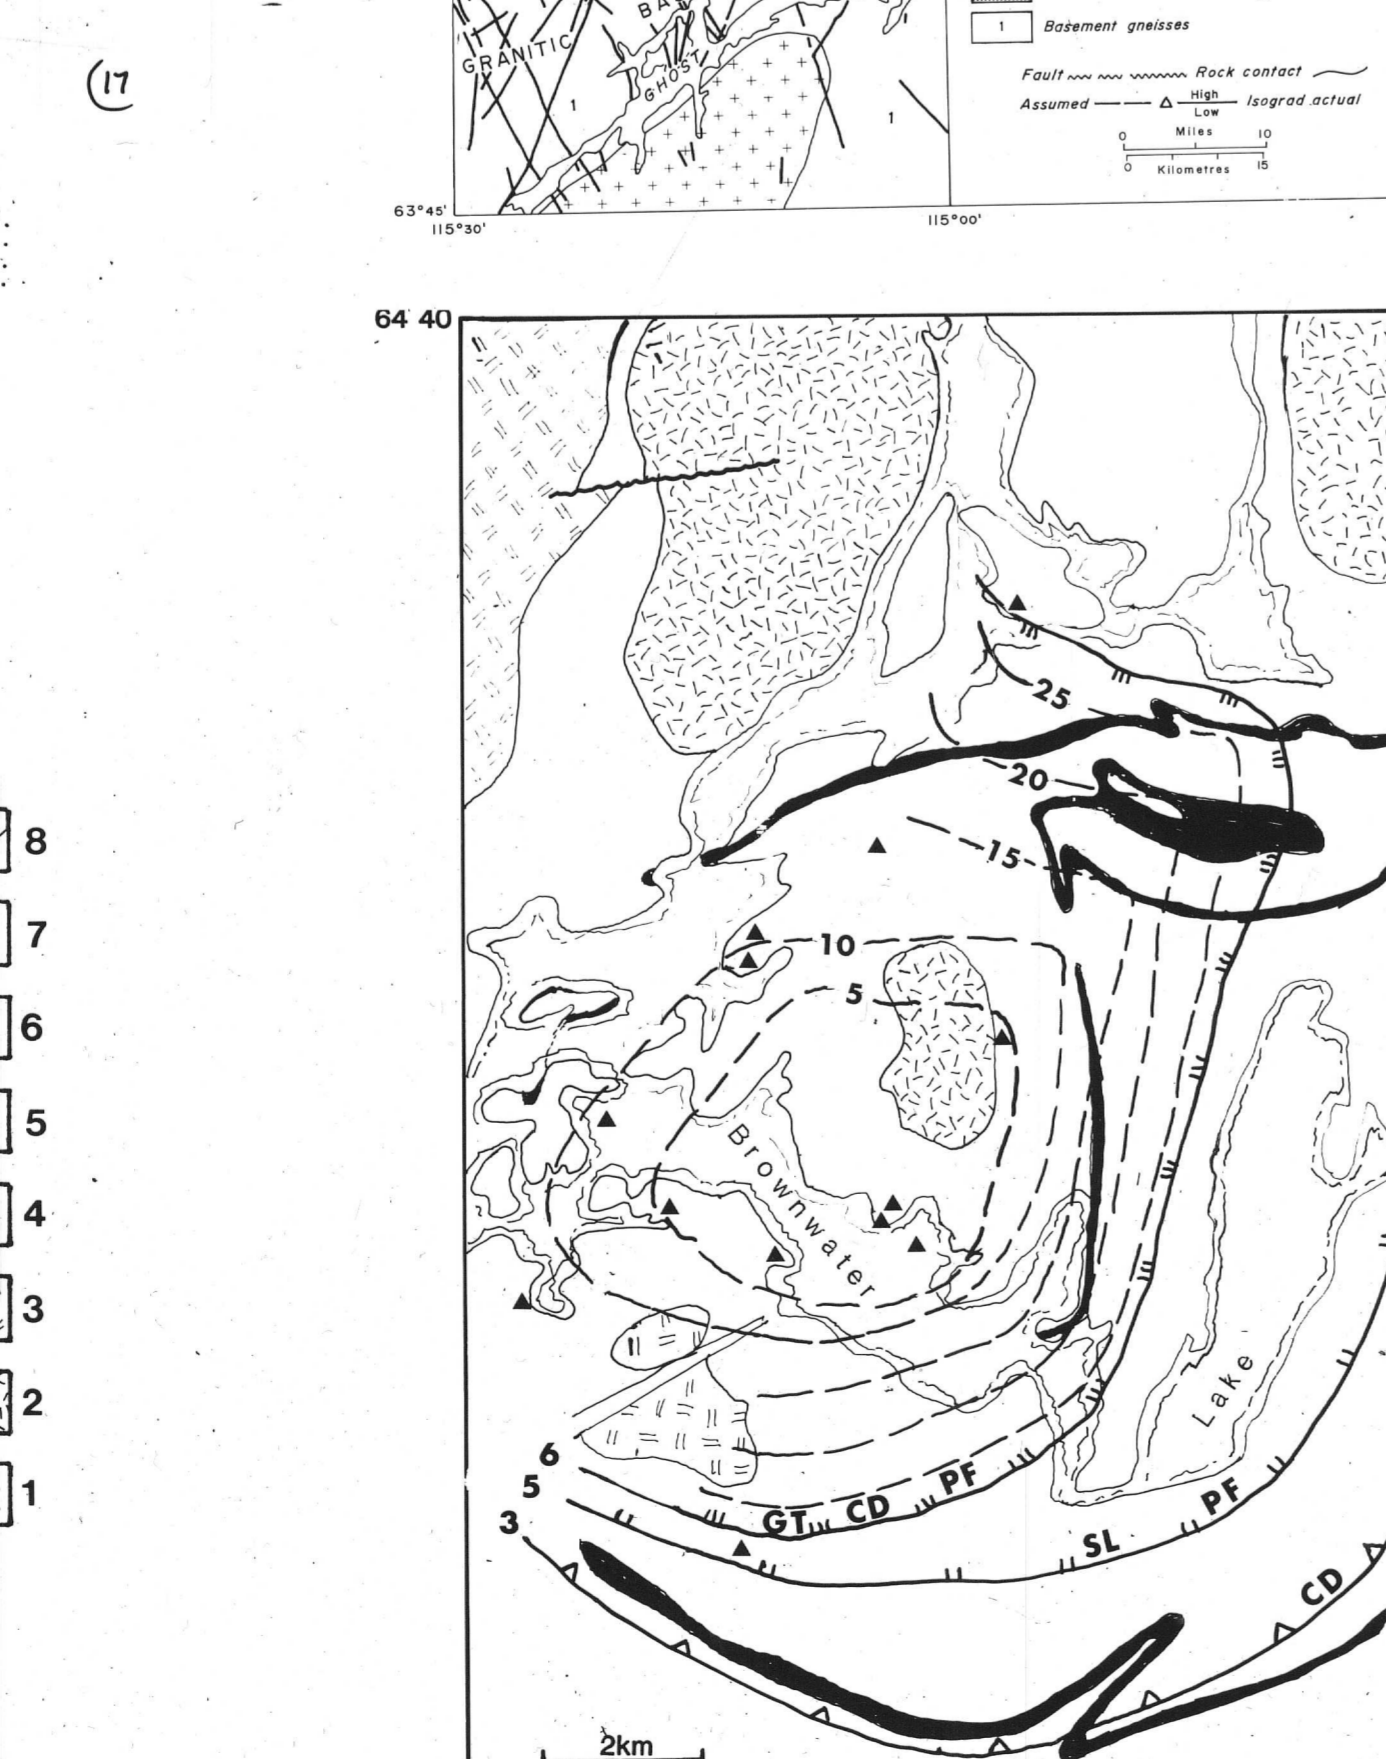 (17
BA
GRANITIC
GHOST
1
1
63°45'
115°30'
115°00'
1 Basement gneisses
Fault Rock contact
Assumed High Low Isograd actual
Miles
0 10
0 15
Kilometres
64 40
25
20
15
10
5
Brownwater
Lake
8
7
6
5
4
3
2
1
6
5
3
GT CD PF
SL PF
CD
2km